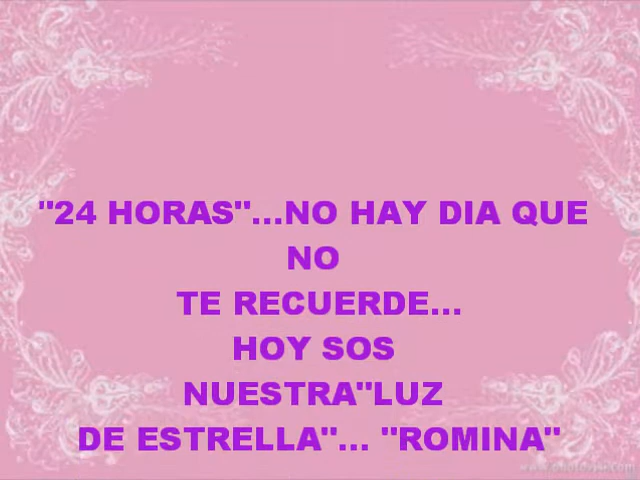 "24 HORAS"...NO HAY DIA QUE
NO
TE RECUERDE...
HOY SOS
NUESTRA"LUZ
DE ESTRELLA"... "ROMINA"